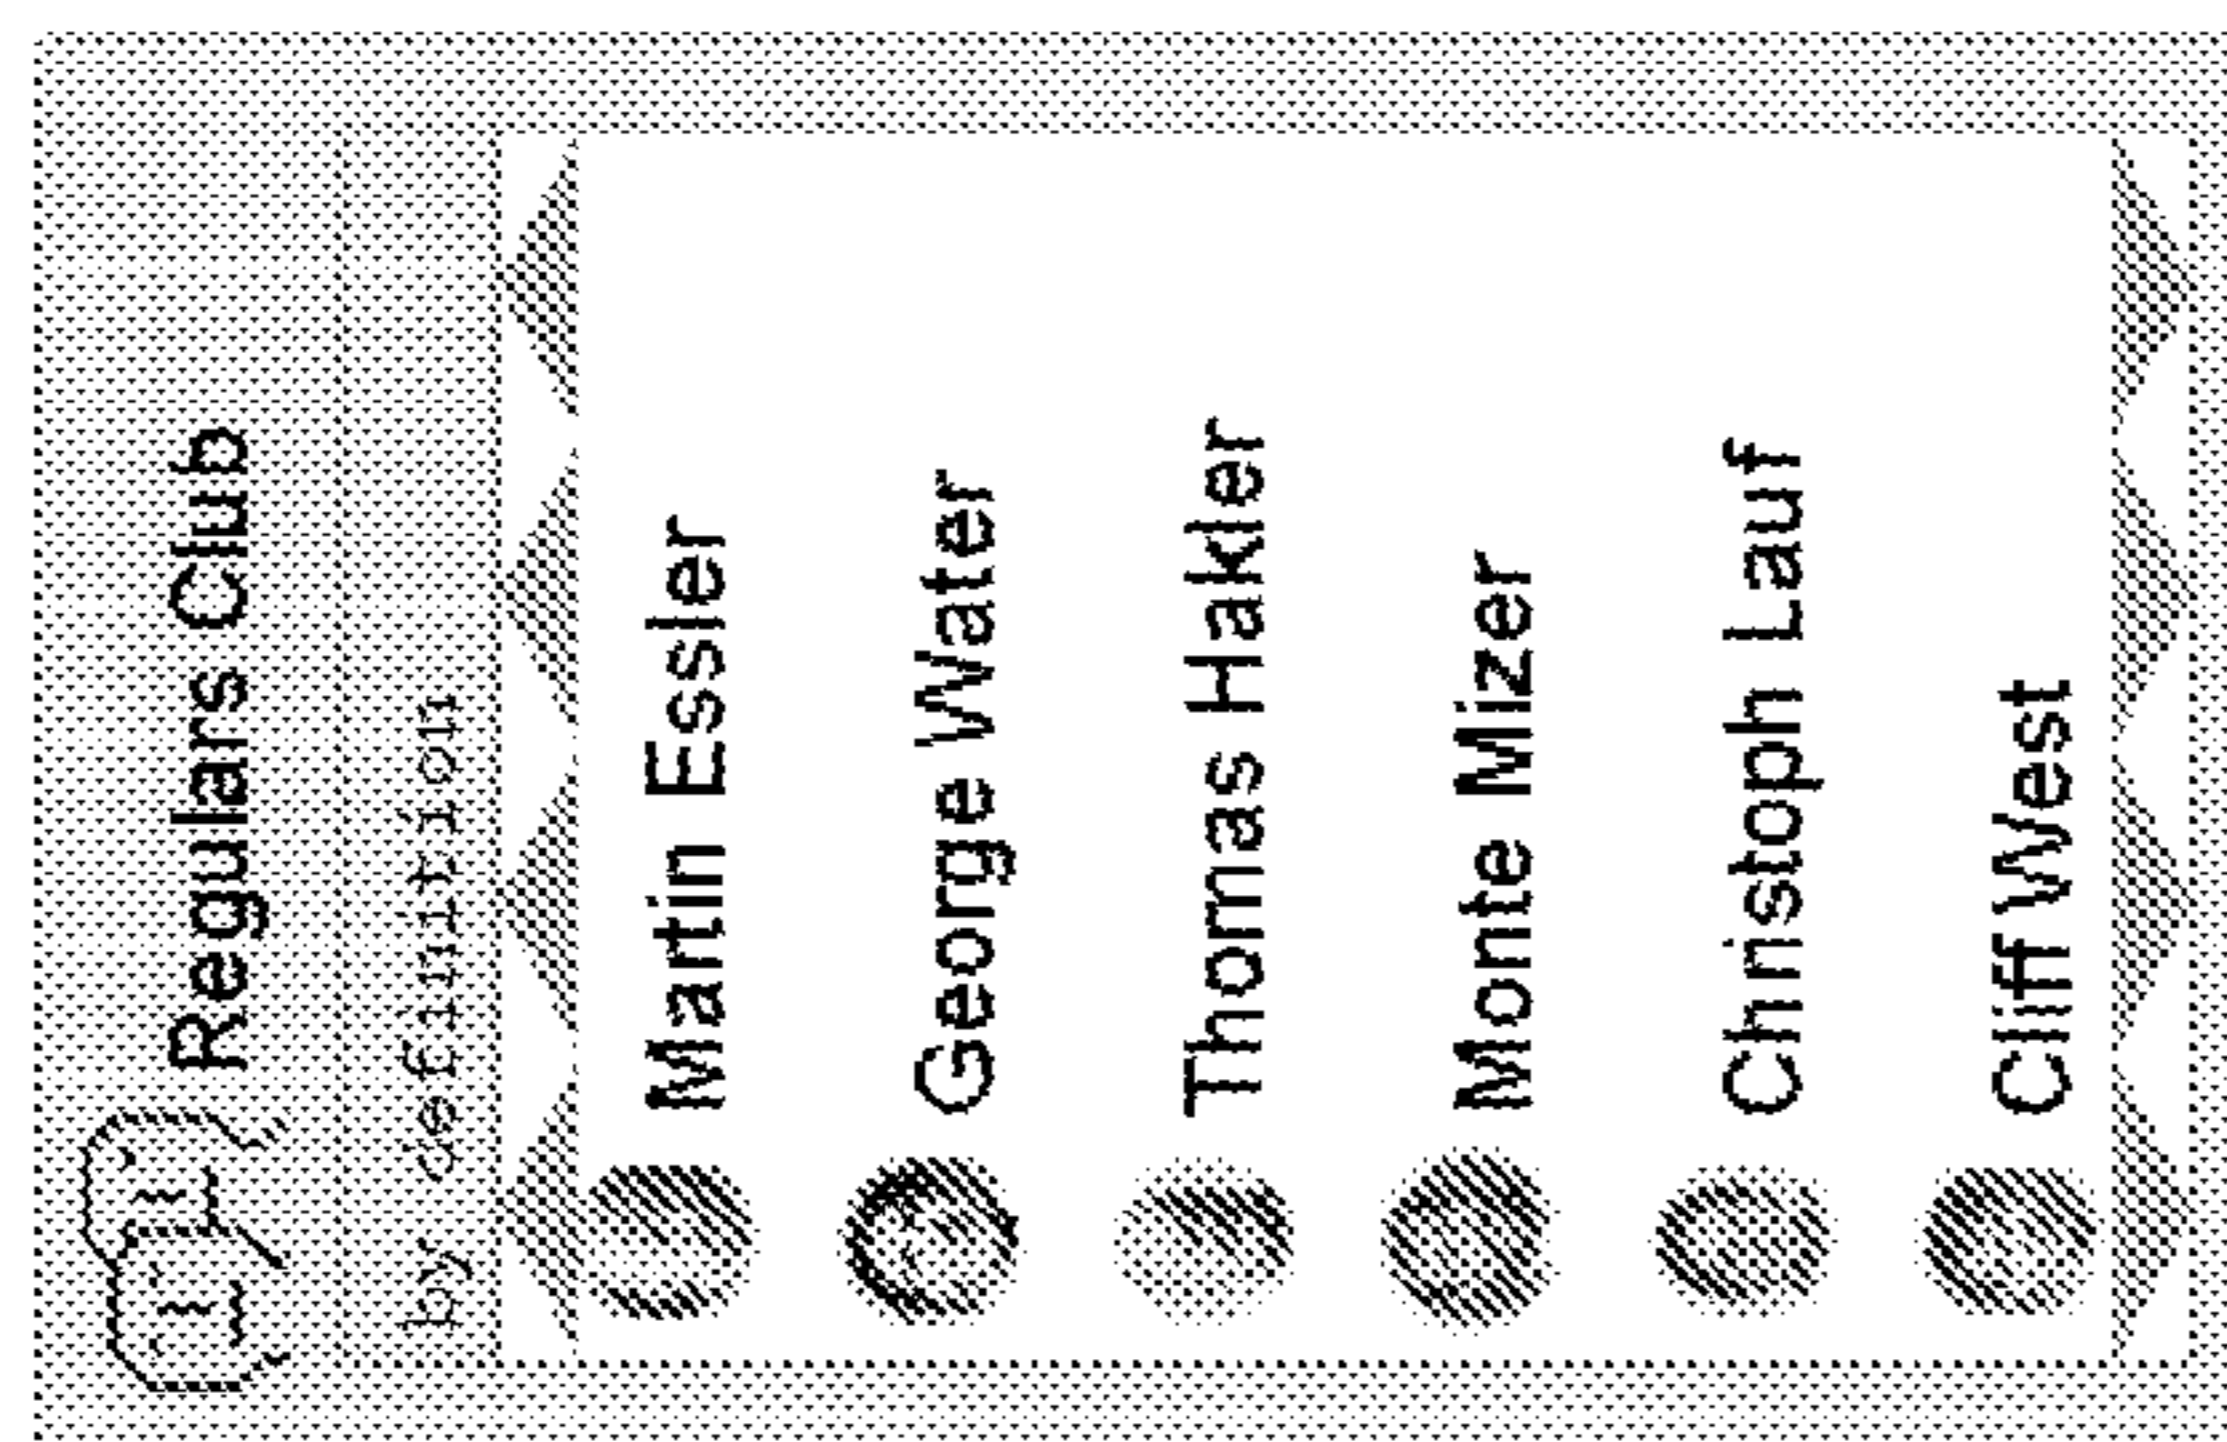 Regulars Club
by definition
Martin Essler
George Water
Thomas Hakler
Monte Mizer
Christoph Lauf
Cliff West